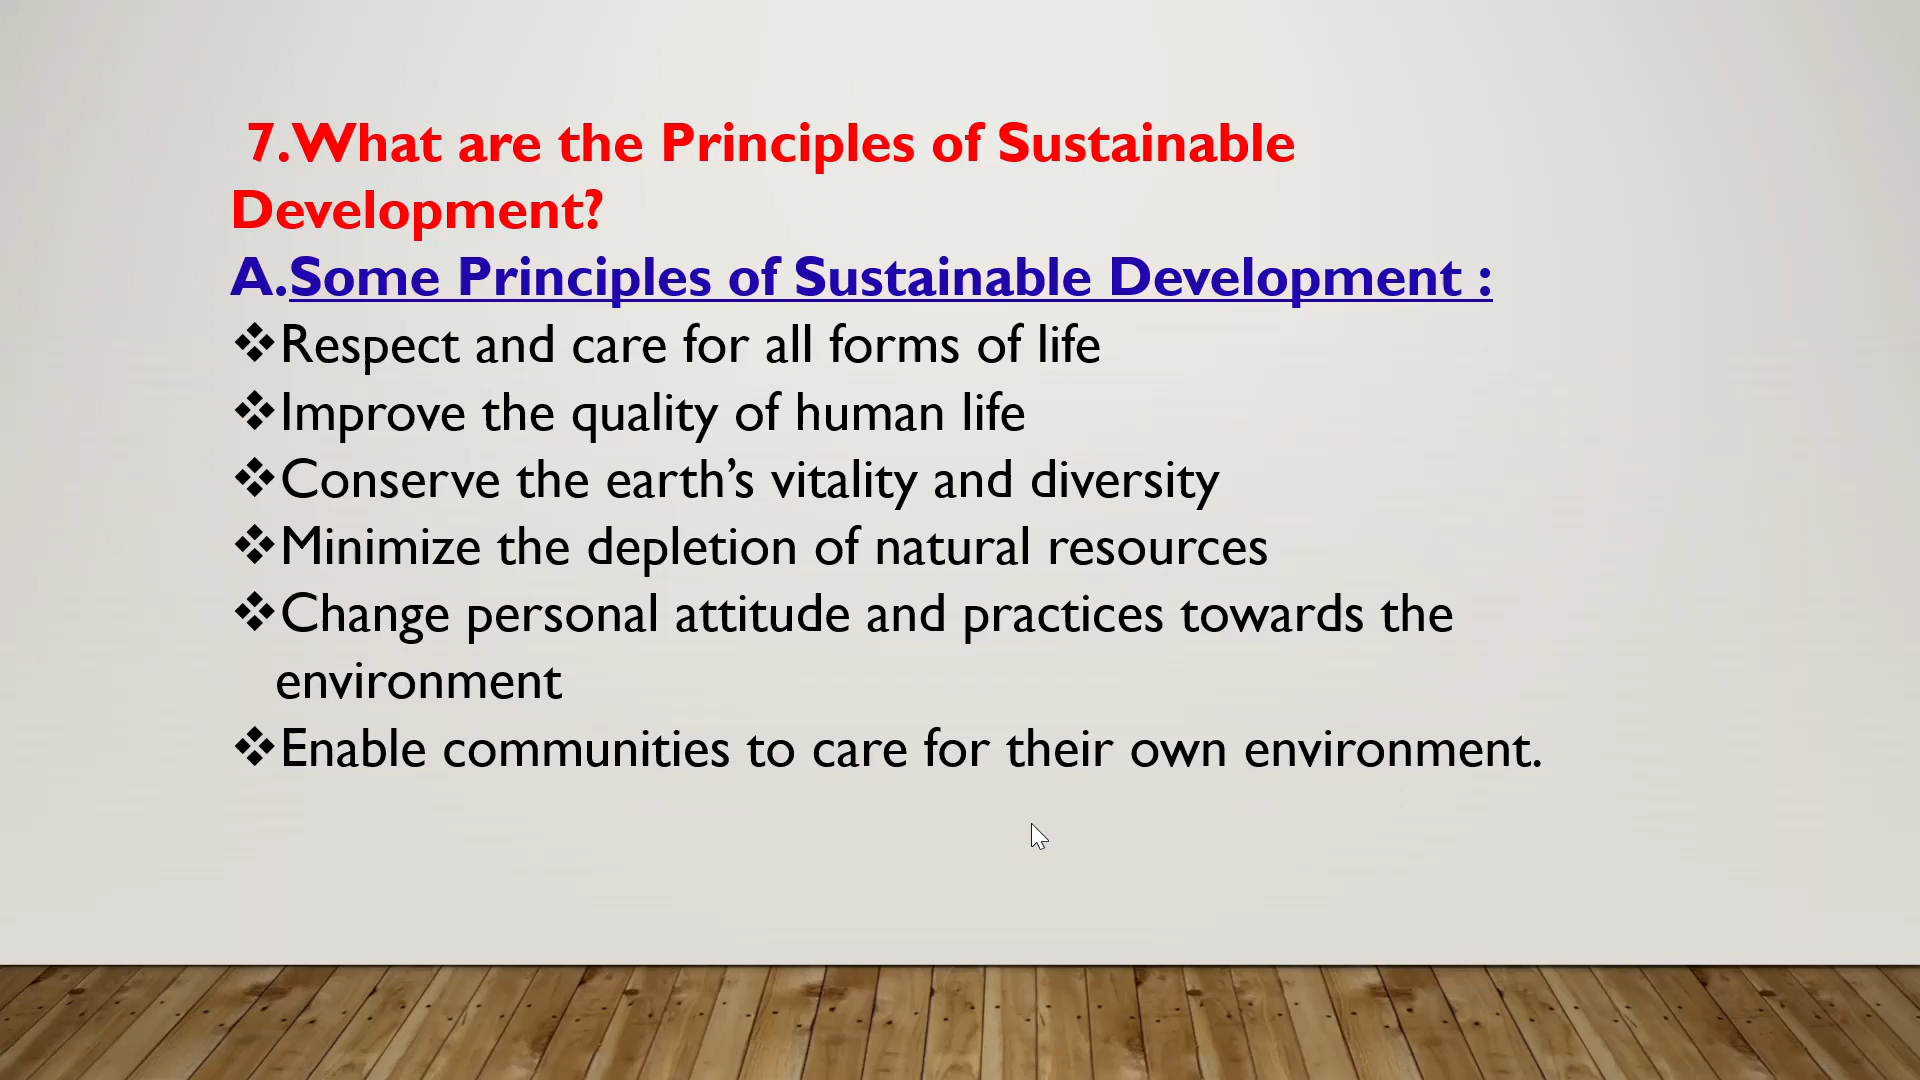 7.What are the Principles of Sustainable
Development?
A.Some Principles of Sustainable Development :
❖Respect and care for all forms of life
❖Improve the quality of human life
❖Conserve the earth’s vitality and diversity
❖Minimize the depletion of natural resources
❖Change personal attitude and practices towards the
environment
❖Enable communities to care for their own environment.